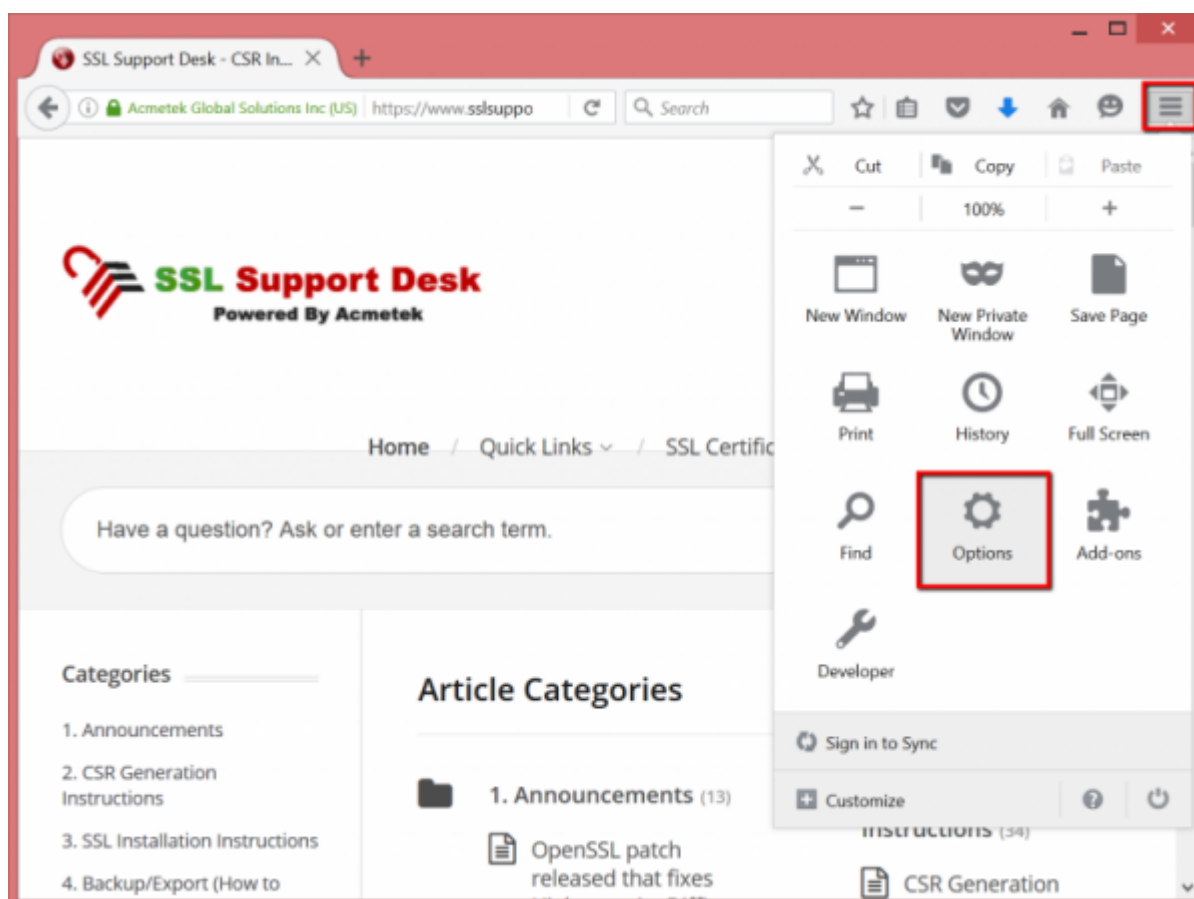 SSL Support Desk - CSR In...
Acmetek Global Solutions Inc (US) https://www.sslsuppo Search
Cut Copy Paste
100%
New Window New Private Window Save Page
Print History Full Screen
Find Options Add-ons
Developer
Sign in to Sync
Customize
SSL Support Desk
Powered By Acmetek
Home / Quick Links / SSL Certific
Have a question? Ask or enter a search term.
Categories
1. Announcements
2. CSR Generation
Instructions
3. SSL Installation Instructions
4. Backup/Export (How to
Article Categories
1. Announcements (13)
OpenSSL patch
released that fixes
Instructions (34)
CSR Generation